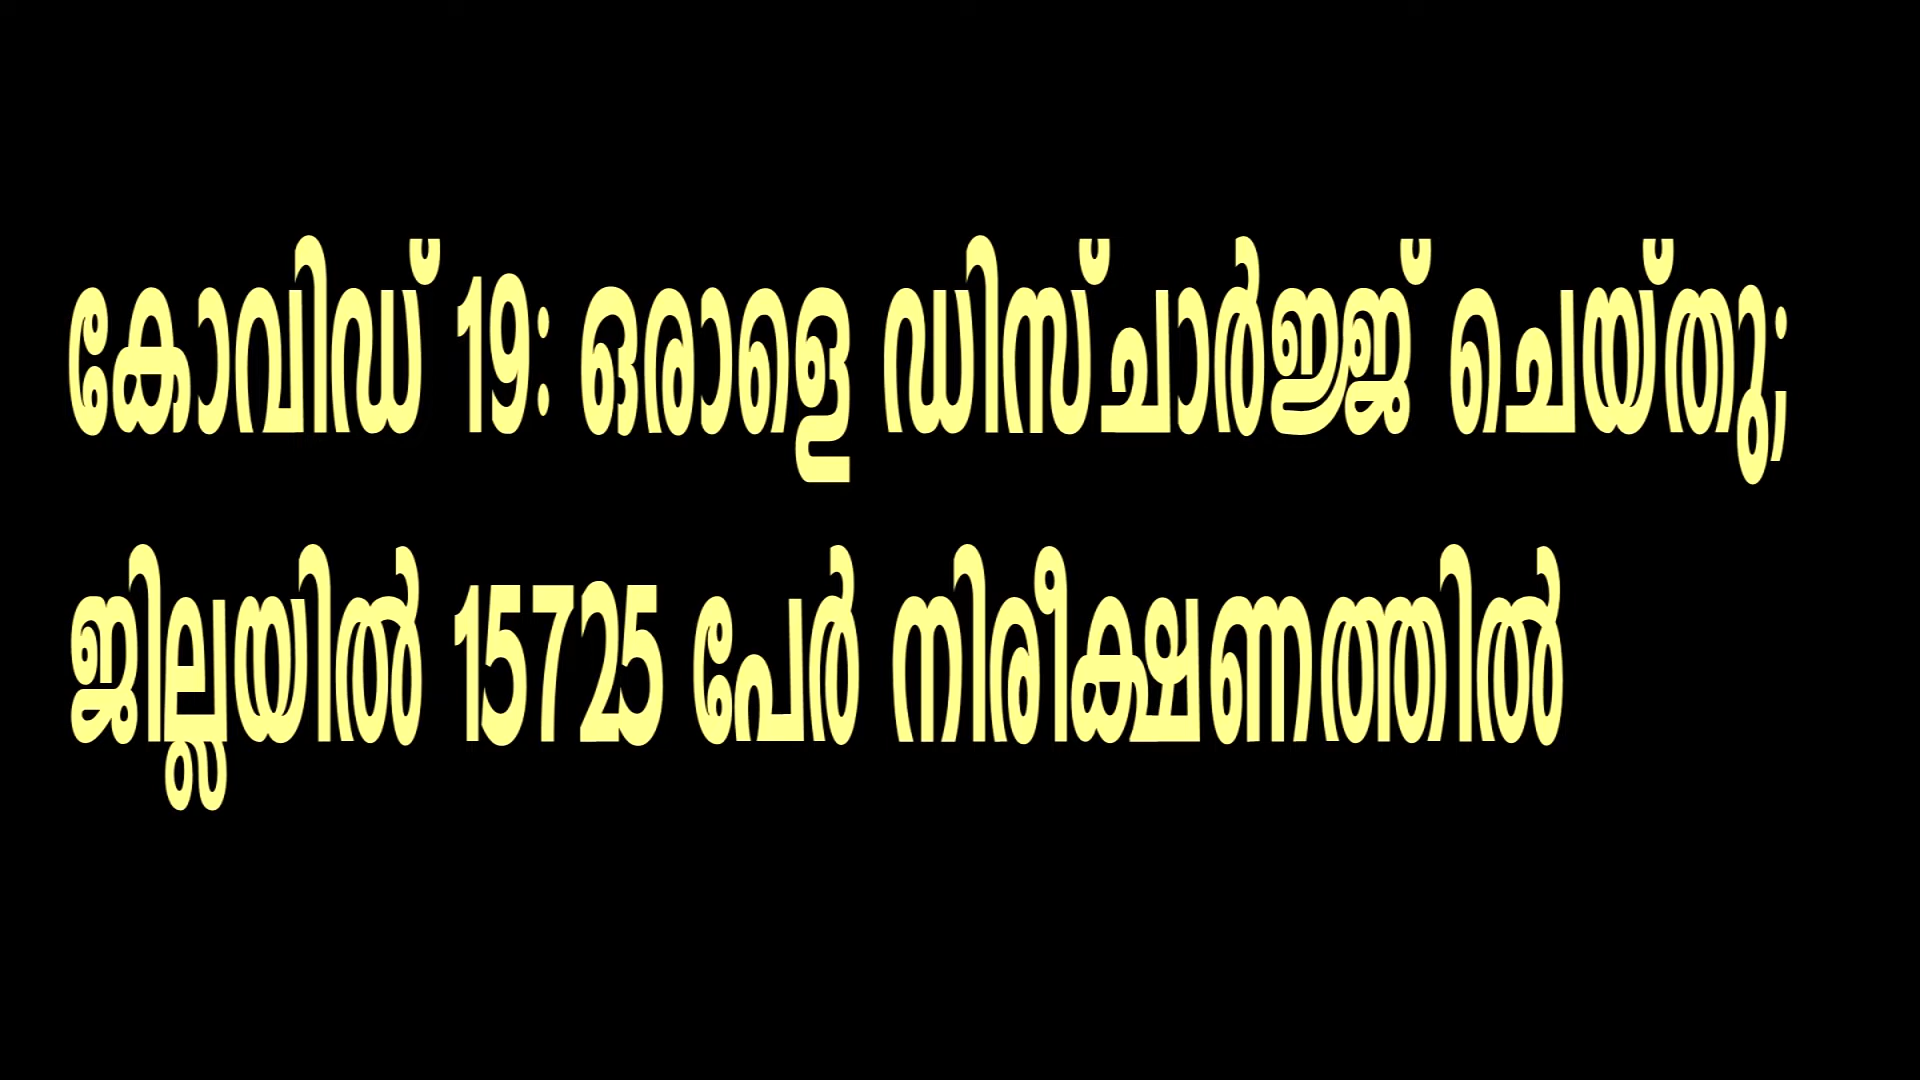 കോവിഡ് 19: ഒരാളെ ഡിസ്ചാർജ്ജ് ചെയ്തു;
ജില്ലയിൽ 15725 പേർ നിരീക്ഷണത്തിൽ